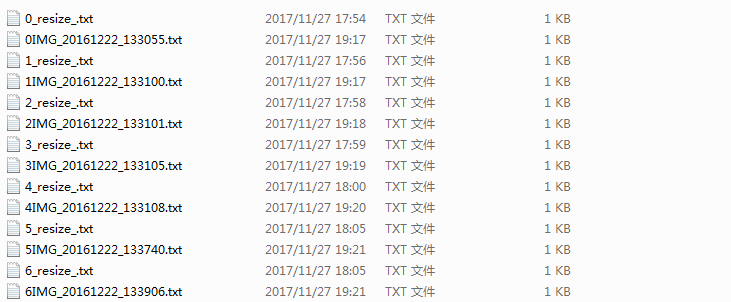 0_resize_.txt 2017/11/27 17:54 TXT 文件 1 KB
0IMG_20161222_133055.txt 2017/11/27 19:17 TXT 文件 1 KB
1_resize_.txt 2017/11/27 17:56 TXT 文件 1 KB
1IMG_20161222_133100.txt 2017/11/27 19:17 TXT 文件 1 KB
2_resize_.txt 2017/11/27 17:58 TXT 文件 1 KB
2IMG_20161222_133101.txt 2017/11/27 19:18 TXT 文件 1 KB
3_resize_.txt 2017/11/27 17:59 TXT 文件 1 KB
3IMG_20161222_133105.txt 2017/11/27 19:19 TXT 文件 1 KB
4_resize_.txt 2017/11/27 18:00 TXT 文件 1 KB
4IMG_20161222_133108.txt 2017/11/27 19:20 TXT 文件 1 KB
5_resize_.txt 2017/11/27 18:05 TXT 文件 1 KB
5IMG_20161222_133740.txt 2017/11/27 19:21 TXT 文件 1 KB
6_resize_.txt 2017/11/27 18:05 TXT 文件 1 KB
6IMG_20161222_133906.txt 2017/11/27 19:21 TXT 文件 1 KB